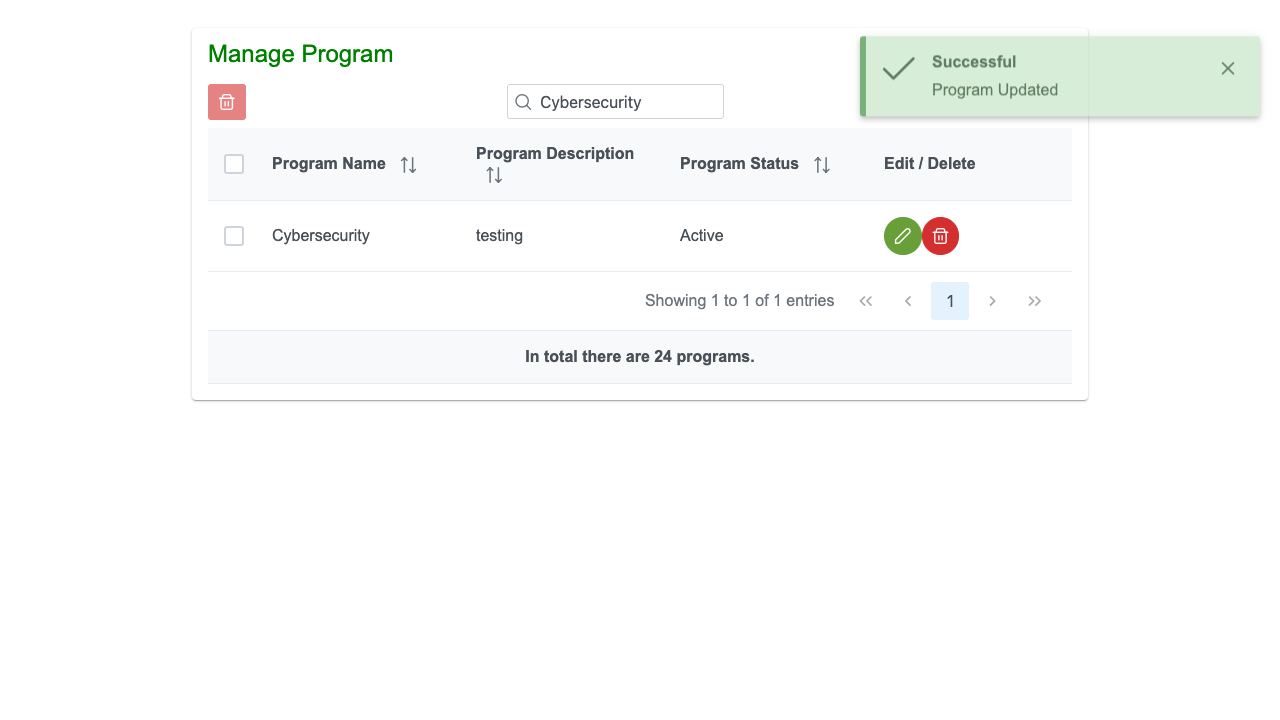 Manage Program
Successful
Program Updated
Cybersecurity
Program Name
Program Description
Program Status
Edit / Delete
Cybersecurity
testing
Active
Showing 1 to 1 of 1 entries
1
In total there are 24 programs.